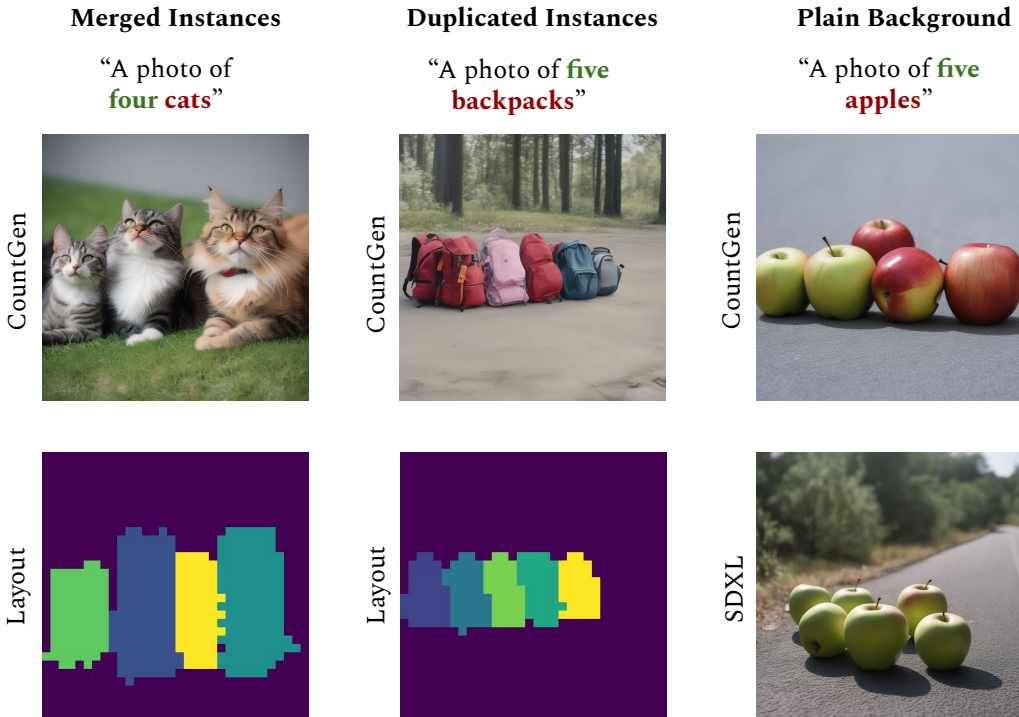 Merged Instances
Duplicated Instances
Plain Background
“A photo of
four cats”
“A photo of five
backpacks”
“A photo of five
apples”
CountGen
CountGen
CountGen
Layout
Layout
SDXL